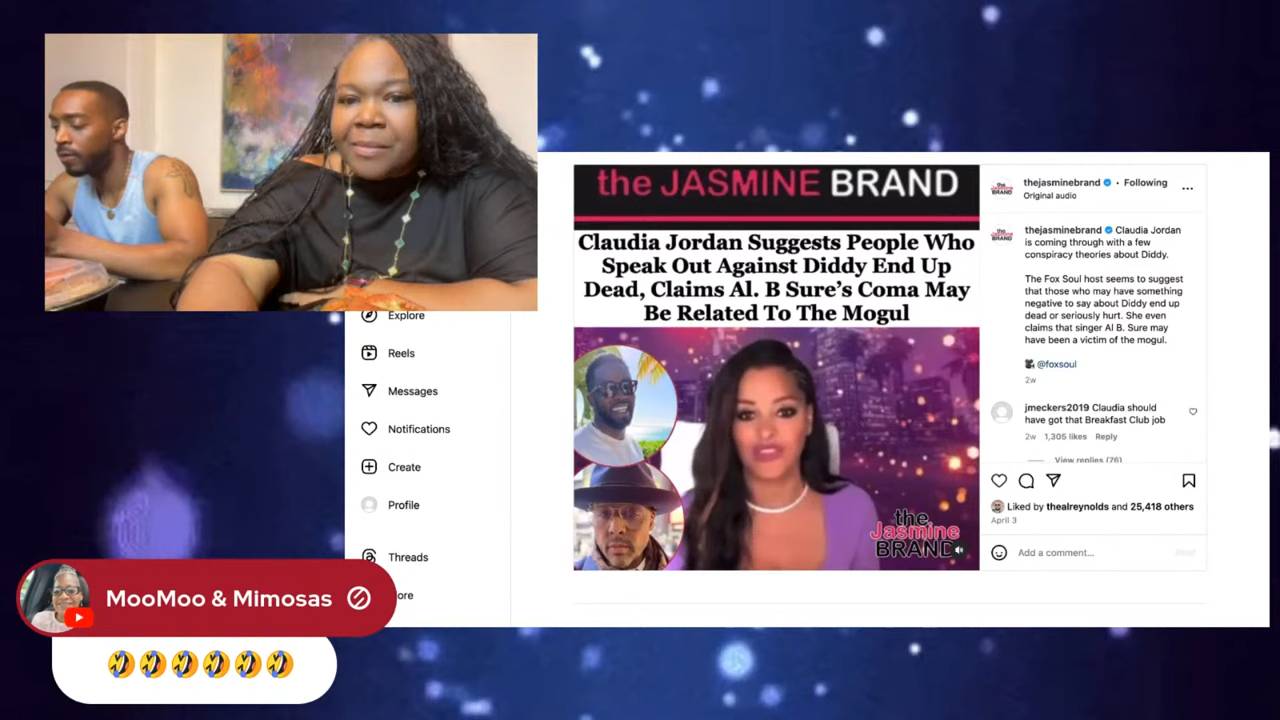 the JASMINE BRAND
Claudia Jordan Suggests People Who
Speak Out Against Diddy End Up
Dead, Claims Al. B Sure's Coma May
Be Related To The Mogul
the
Jasmine
BRAND
thejasminebrand • Following
Original audio
thejasminebrand Claudia Jordan
is coming through with a few
conspiracy theories about Diddy.
The Fox Soul host seems to suggest
that those who may have something
negative to say about Diddy end up
dead or seriously hurt. She even
claims that singer Al B. Sure may
have been a victim of the mogul.
@foxsoul
2w
jmeckers2019 Claudia should
have got that Breakfast Club job
2w 1,305 likes Reply
View replies (76)
Liked by thealreynolds and 25,418 others
April 3
Add a comment...
Post
Explore
Reels
Messages
Notifications
Create
Profile
Threads
ore
MooMoo & Mimosas
🤣🤣🤣🤣🤣🤣